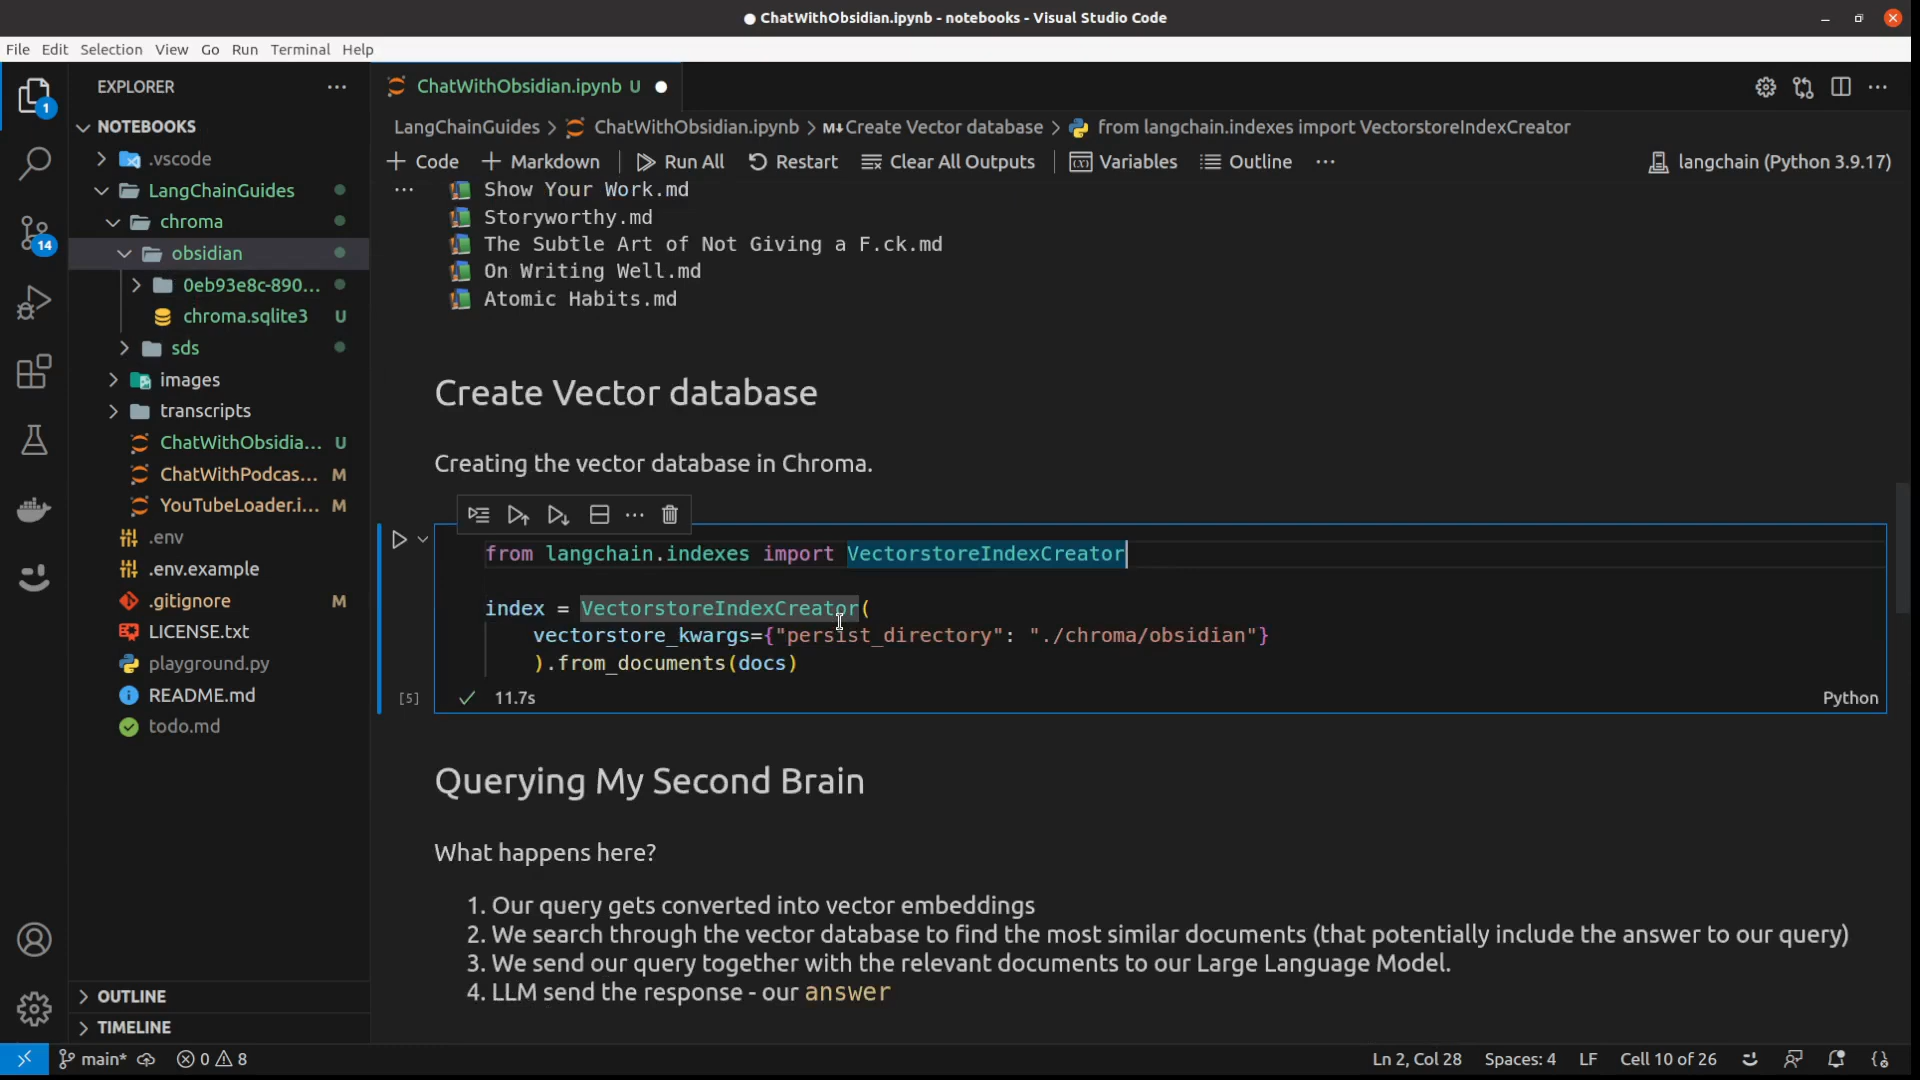 ChatWithObsidian.ipynb - notebooks - Visual Studio Code
File Edit Selection View Go Run Terminal Help
EXPLORER
NOTEBOOKS
.vscode
LangChainGuides
chroma
obsidian
0eb93e8c-890...
chroma.sqlite3 U
sds
images
transcripts
ChatWithObsidia... U
ChatWithPodcas... M
YouTubeLoader.i... M
.env
.env.example
.gitignore M
LICENSE.txt
playground.py
README.md
todo.md
OUTLINE
TIMELINE
1
14
ChatWithObsidian.ipynb U
LangChainGuides > ChatWithObsidian.ipynb > M↓Create Vector database > from langchain.indexes import VectorstoreIndexCreator
+ Code + Markdown Run All Restart Clear All Outputs Variables Outline ... langchain (Python 3.9.17)
... Show Your Work.md
Storyworthy.md
The Subtle Art of Not Giving a F.ck.md
On Writing Well.md
Atomic Habits.md
Create Vector database
Creating the vector database in Chroma.
from langchain.indexes import VectorstoreIndexCreator
index = VectorstoreIndexCreator(
vectorstore_kwargs={"persist_directory": "./chroma/obsidian"}
).from_documents(docs)
[5] 11.7s Python
Querying My Second Brain
What happens here?
1. Our query gets converted into vector embeddings
2. We search through the vector database to find the most similar documents (that potentially include the answer to our query)
3. We send our query together with the relevant documents to our Large Language Model.
4. LLM send the response - our answer
main* 0 8 Ln 2, Col 28 Spaces: 4 LF Cell 10 of 26